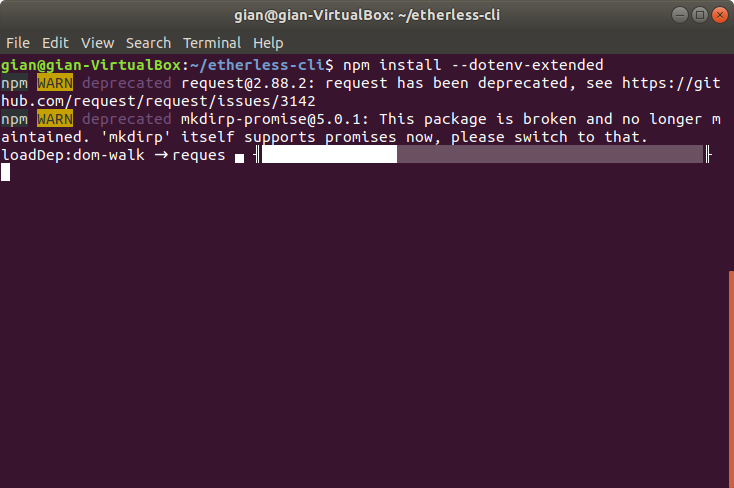 gian@gian-VirtualBox: ~/etherless-cli
File Edit View Search Terminal Help
gian@gian-VirtualBox:~/etherless-cli$ npm install --dotenv-extended
npm WARN deprecated request@2.88.2: request has been deprecated, see https://git
hub.com/request/request/issues/3142
npm WARN deprecated mkdirp-promise@5.0.1: This package is broken and no longer m
aintained. 'mkdirp' itself supports promises now, please switch to that.
loadDep:dom-walk → reques